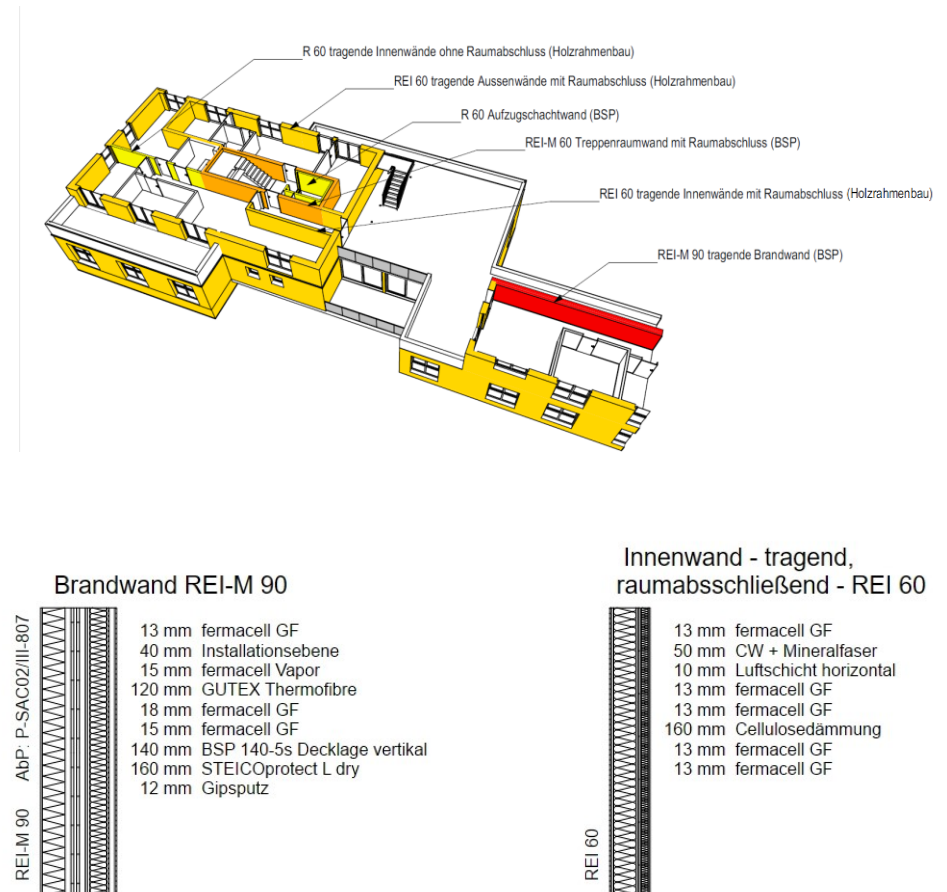 R 60 tragende Innenwände ohne Raumabschluss (Holzrahmenbau)
REI 60 tragende Aussenwände mit Raumabschluss (Holzrahmenbau)
R 60 Aufzugschachtwand (BSP)
REI-M 60 Treppenraumwand mit Raumabschluss (BSP)
REI 60 tragende Innenwände mit Raumabschluss (Holzrahmenbau)
REI-M 90 tragende Brandwand (BSP)
Brandwand REI-M 90
AbP: P-SAC02/III-807
REI-M 90
13 mm fermacell GF
40 mm Installationsebene
15 mm fermacell Vapor
120 mm GUTEX Thermofibre
18 mm fermacell GF
15 mm fermacell GF
140 mm BSP 140-5s Decklage vertikal
160 mm STEICOprotect L dry
12 mm Gipsputz
Innenwand - tragend,
raumabsschließend - REI 60
REI 60
13 mm fermacell GF
50 mm CW + Mineralfaser
10 mm Luftschicht horizontal
13 mm fermacell GF
13 mm fermacell GF
160 mm Cellulosedämmung
13 mm fermacell GF
13 mm fermacell GF